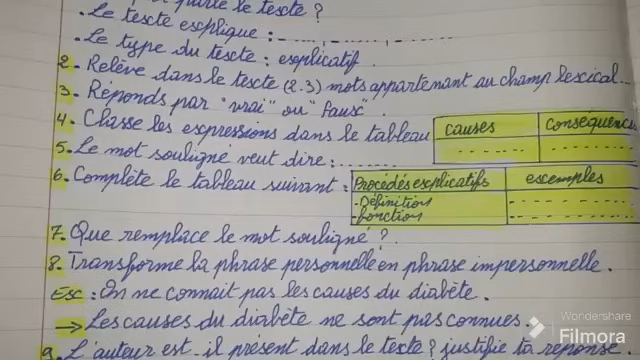 parle le texte ?
. Le texte explique : - - - - , - - - - , - - - -
. Le type du texte : explicatif.
2. Relève dans le texte (2.3) mots appartenant au champ lexical...
3. Réponds par "vrai" ou "faux".
4. Classe les expressions dans le tableau
causes
conséquences
5. Le mot souligné veut dire : .......
6. Complète le tableau suivant :
Procédés explicatifs
exemples
- Définition
- fonction
7. Que remplace le mot souligné ?
8. Transforme la phrase personnelle en phrase impersonnelle.
Ex : On ne connait pas les causes du diabète.
→ Les causes du diabète ne sont pas connues.
9. L'auteur est-il présent dans le texte ? justifie ta réponse
Wondershare
Filmora